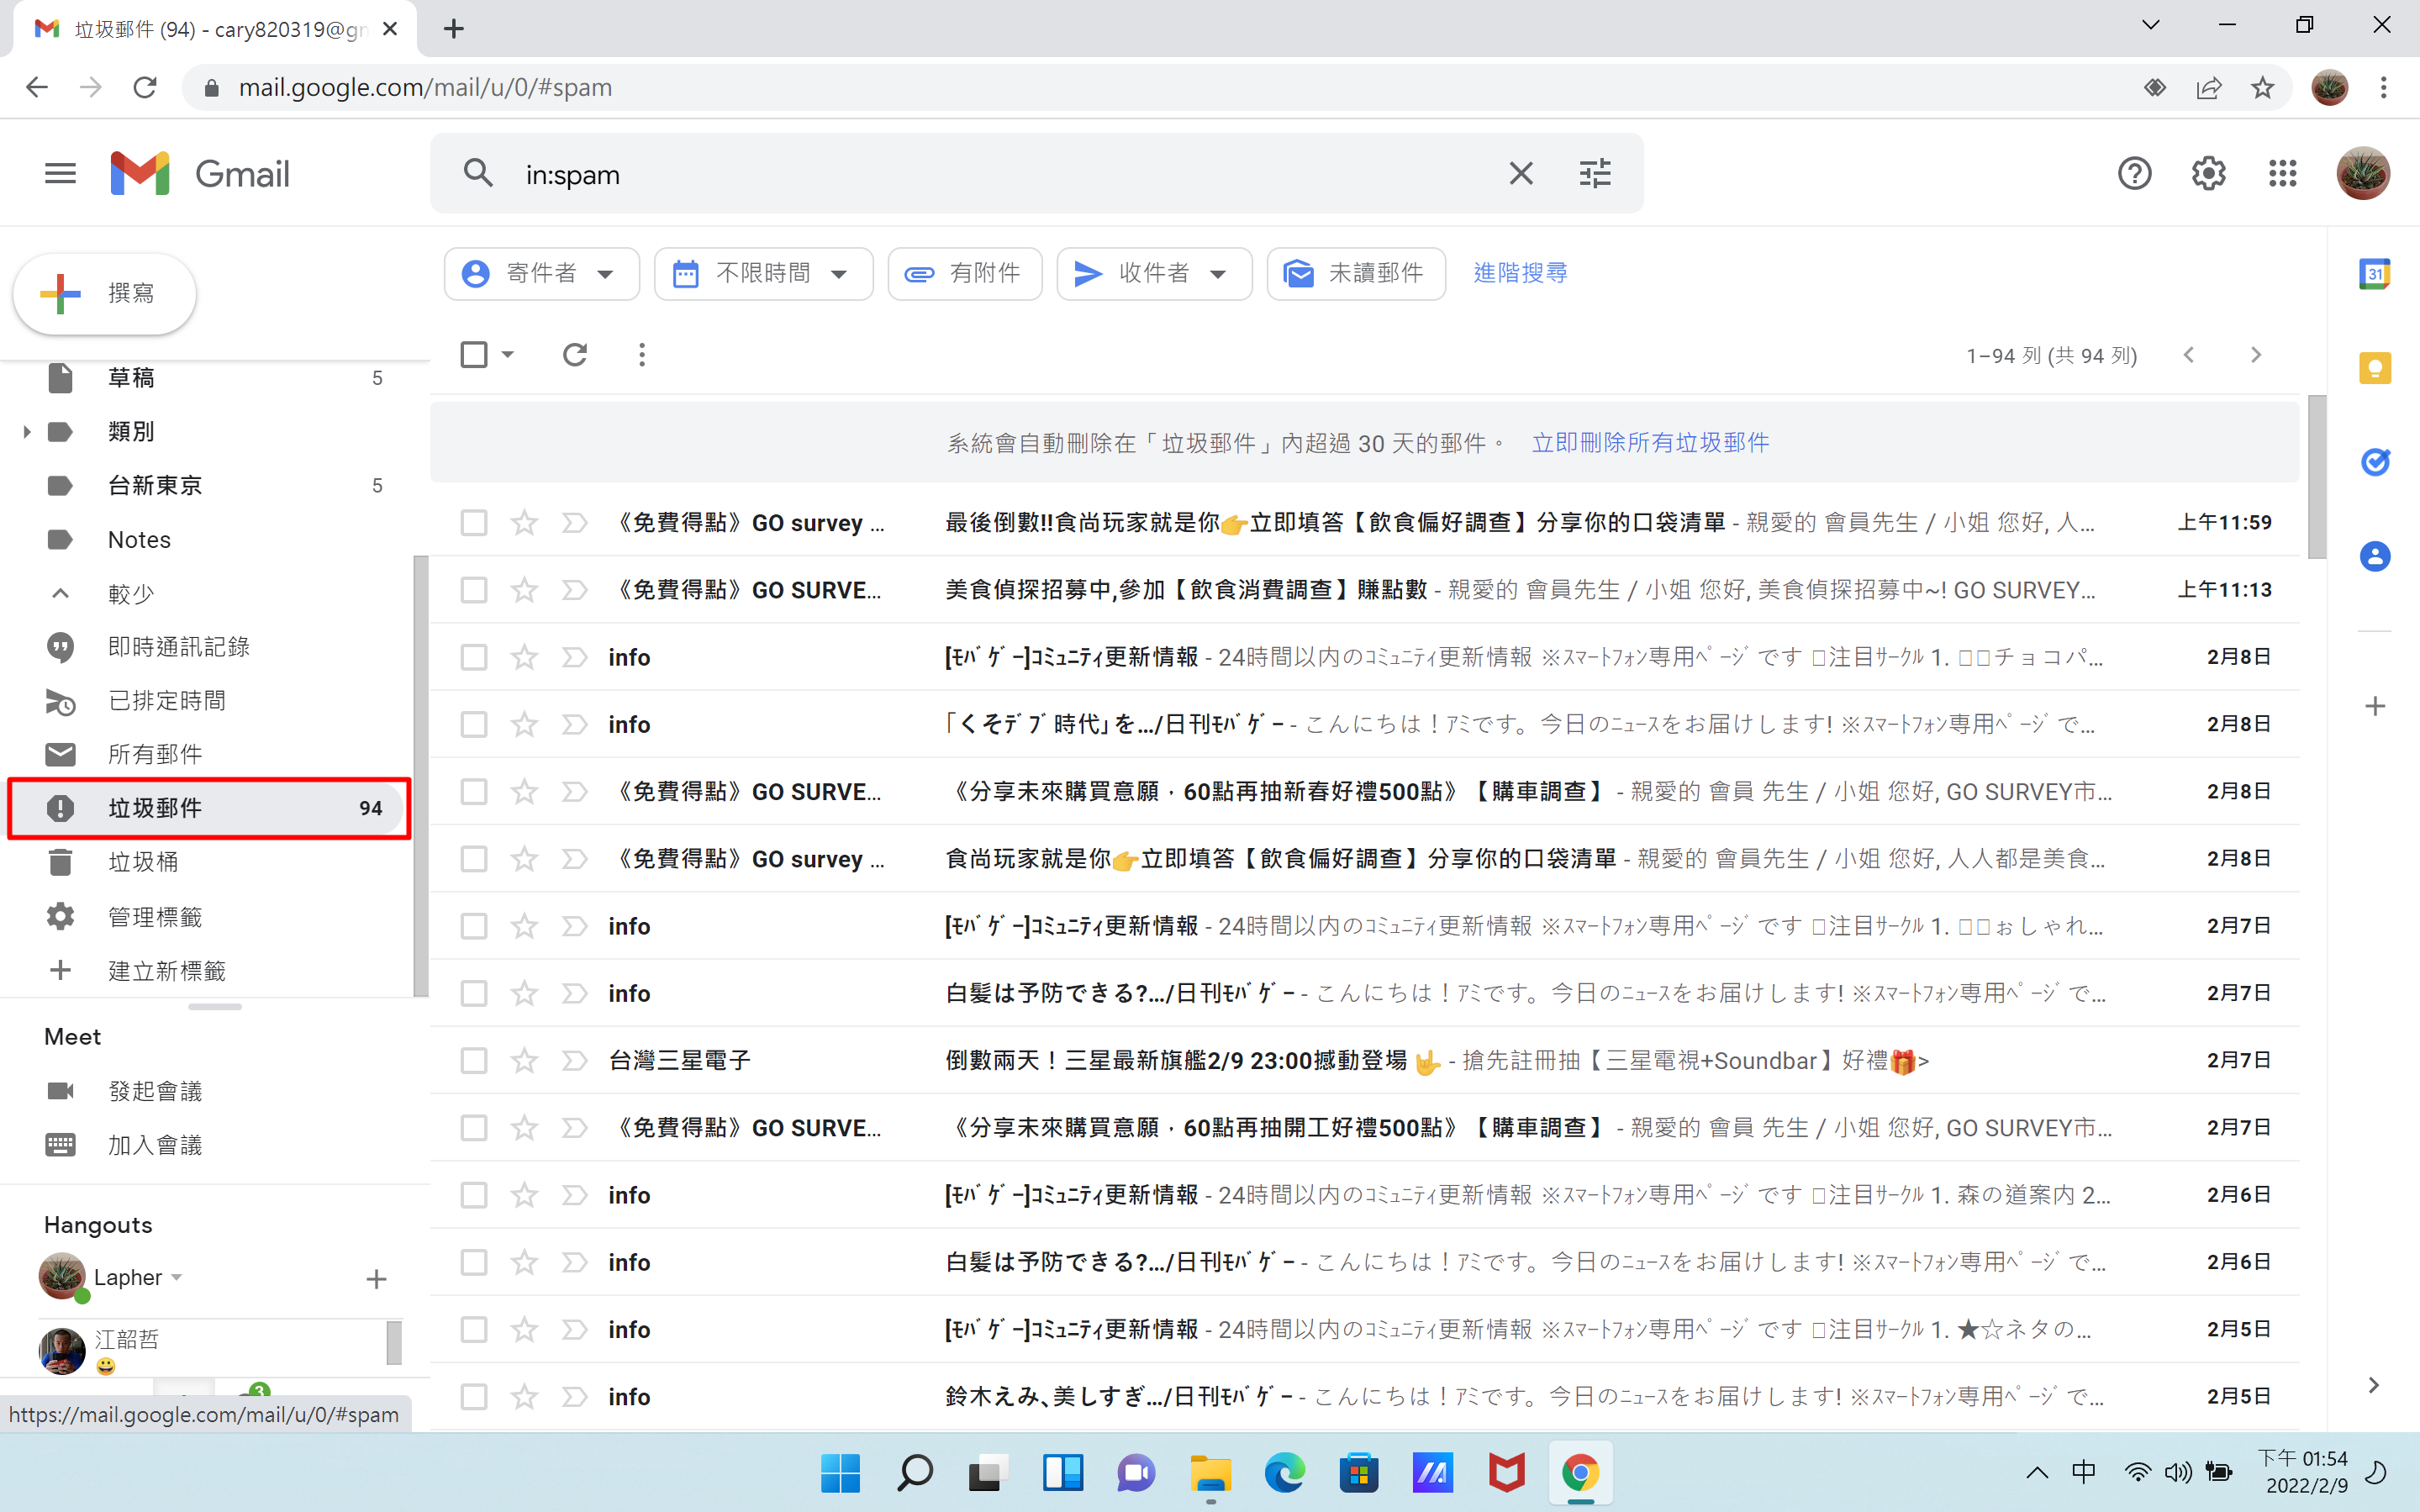 垃圾郵件 (94) - cary820319@gn
mail.google.com/mail/u/0/#spam
Gmail
in:spam
撰寫
寄件者
不限時間
有附件
收件者
未讀郵件
進階搜尋
31
1–94 列 (共 94 列)
草稿 5
類別
台新東京 5
Notes
較少
即時通訊記錄
已排定時間
所有郵件
垃圾郵件 94
垃圾桶
管理標籤
建立新標籤
Meet
發起會議
加入會議
Hangouts
Lapher
江韶哲
😀
3
https://mail.google.com/mail/u/0/#spam
系統會自動刪除在「垃圾郵件」內超過 30 天的郵件。 立即刪除所有垃圾郵件
《免費得點》GO survey ... 最後倒數!!食尚玩家就是你👉立即填答【飲食偏好調查】分享你的口袋清單 - 親愛的 會員先生 / 小姐 您好, 人... 上午11:59
《免費得點》GO SURVE... 美食偵探招募中,參加【飲食消費調查】賺點數 - 親愛的 會員先生 / 小姐 您好, 美食偵探招募中~! GO SURVEY... 上午11:13
info [ﾓﾊﾞｹﾞｰ]ｺﾐｭﾆﾃｨ更新情報 - 24時間以内のｺﾐｭﾆﾃｨ更新情報 ※ｽﾏｰﾄﾌｫﾝ専用ﾍﾟｰｼﾞです □注目ｻｰｸﾙ 1. □□チョコパ... 2月8日
info 「くそﾃﾞﾌﾞ時代」を.../日刊ﾓﾊﾞｹﾞｰ - こんにちは！ｱﾐです。今日のﾆｭｰｽをお届けします! ※ｽﾏｰﾄﾌｫﾝ専用ﾍﾟｰｼﾞで... 2月8日
《免費得點》GO SURVE... 《分享未來購買意願，60點再抽新春好禮500點》【購車調查】 - 親愛的 會員 先生 / 小姐 您好, GO SURVEY市... 2月8日
《免費得點》GO survey ... 食尚玩家就是你👉立即填答【飲食偏好調查】分享你的口袋清單 - 親愛的 會員先生 / 小姐 您好, 人人都是美食... 2月8日
info [ﾓﾊﾞｹﾞｰ]ｺﾐｭﾆﾃｨ更新情報 - 24時間以内のｺﾐｭﾆﾃｨ更新情報 ※ｽﾏｰﾄﾌｫﾝ専用ﾍﾟｰｼﾞです □注目ｻｰｸﾙ 1. □□ぉしゃれ... 2月7日
info 白髪は予防できる?.../日刊ﾓﾊﾞｹﾞｰ - こんにちは！ｱﾐです。今日のﾆｭｰｽをお届けします! ※ｽﾏｰﾄﾌｫﾝ専用ﾍﾟｰｼﾞで... 2月7日
台灣三星電子 倒數兩天！三星最新旗艦2/9 23:00撼動登場🤟 - 搶先註冊抽【三星電視+Soundbar】好禮🎁> 2月7日
《免費得點》GO SURVE... 《分享未來購買意願，60點再抽開工好禮500點》【購車調查】 - 親愛的 會員 先生 / 小姐 您好, GO SURVEY市... 2月7日
info [ﾓﾊﾞｹﾞｰ]ｺﾐｭﾆﾃｨ更新情報 - 24時間以内のｺﾐｭﾆﾃｨ更新情報 ※ｽﾏｰﾄﾌｫﾝ専用ﾍﾟｰｼﾞです □注目ｻｰｸﾙ 1. 森の道案内 2... 2月6日
info 白髪は予防できる?.../日刊ﾓﾊﾞｹﾞｰ - こんにちは！ｱﾐです。今日のﾆｭｰｽをお届けします! ※ｽﾏｰﾄﾌｫﾝ専用ﾍﾟｰｼﾞで... 2月6日
info [ﾓﾊﾞｹﾞｰ]ｺﾐｭﾆﾃｨ更新情報 - 24時間以内のｺﾐｭﾆﾃｨ更新情報 ※ｽﾏｰﾄﾌｫﾝ専用ﾍﾟｰｼﾞです □注目ｻｰｸﾙ 1. ★☆ネタの... 2月5日
info 鈴木えみ､美しすぎ.../日刊ﾓﾊﾞｹﾞｰ - こんにちは！ｱﾐです。今日のﾆｭｰｽをお届けします! ※ｽﾏｰﾄﾌｫﾝ専用ﾍﾟｰｼﾞで... 2月5日
中
下午 01:54
2022/2/9